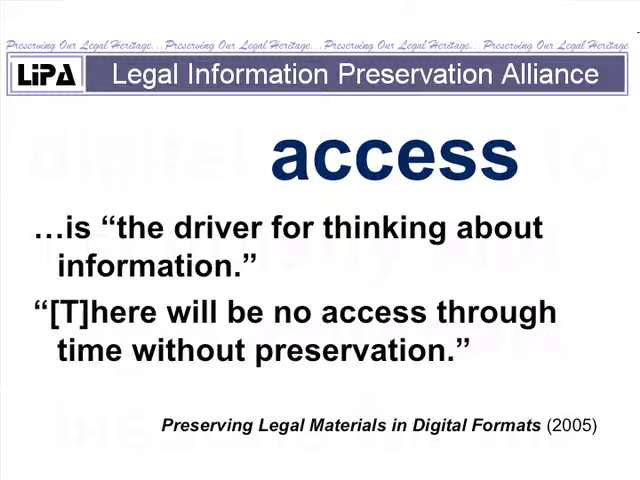 Preserving Our Legal Heritage...Preserving Our Legal Heritage...Preserving Our Legal Heritage...Preserving Our Legal Heritage
LIPA Legal Information Preservation Alliance
access
…is “the driver for thinking about
information.”
“[T]here will be no access through
time without preservation.”
Preserving Legal Materials in Digital Formats (2005)